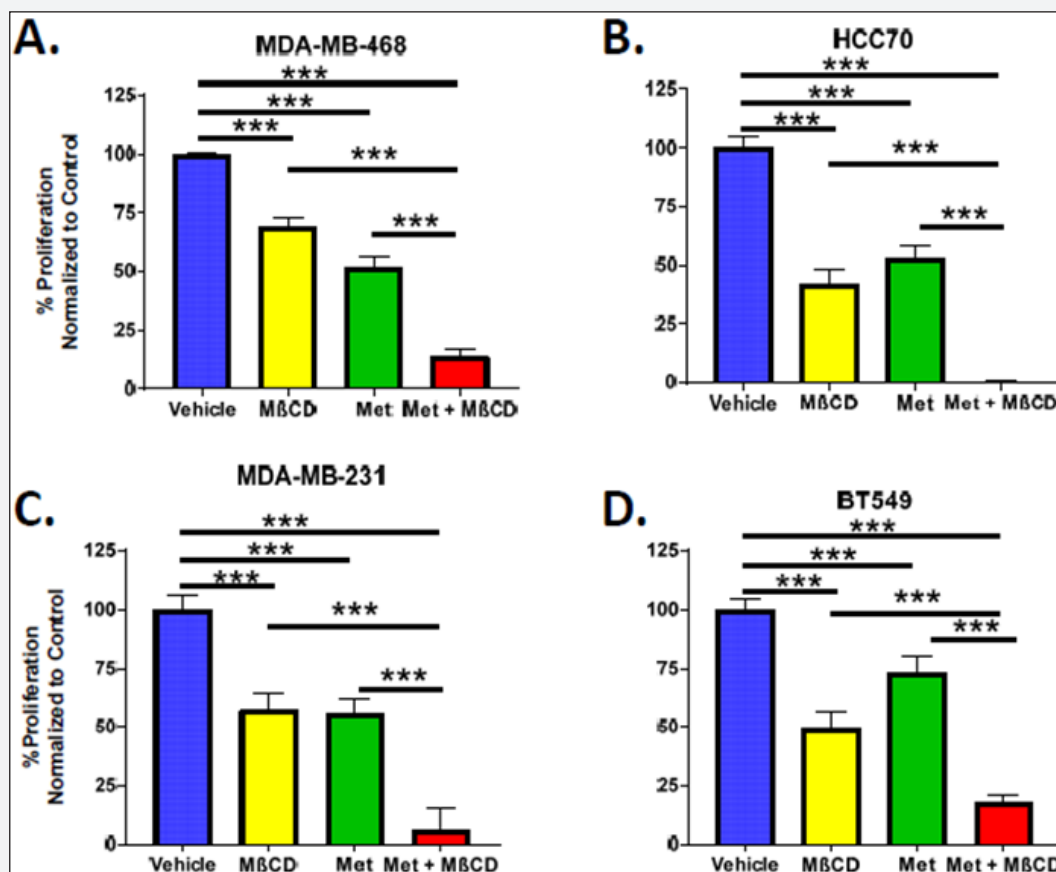 A.
MDA-MB-468
***
***
***
***
***
125
100
75
50
25
0
% Proliferation
Normalized to Control
Vehicle MßCD Met Met + MßCD
B.
HCC70
***
***
***
***
***
125
100
75
50
25
0
Vehicle MßCD Met Met + MßCD
C.
MDA-MB-231
***
***
***
***
***
125
100
75
50
25
0
%Proliferation
Normalized to Control
Vehicle MßCD Met Met + MßCD
D.
BT549
***
***
***
***
***
125
100
75
50
25
0
Vehicle MßCD Met Met + MßCD